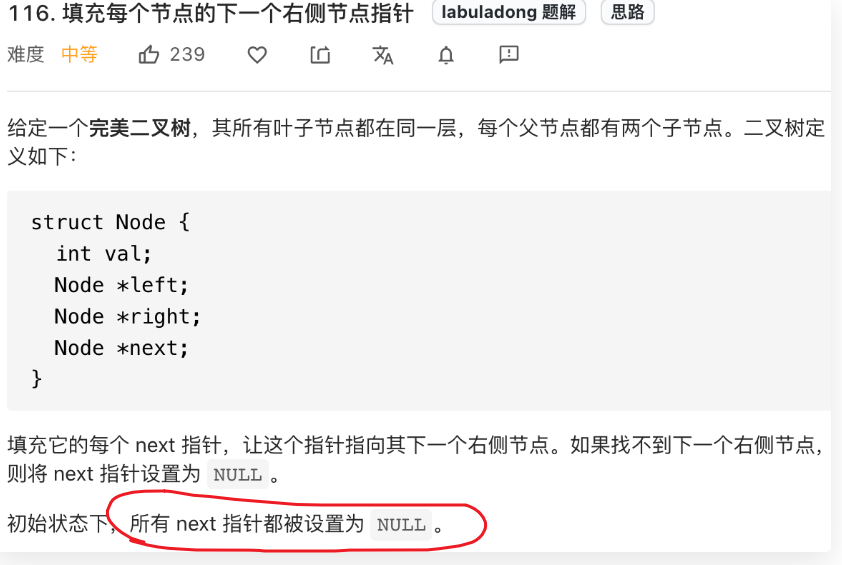 116. 填充每个节点的下一个右侧节点指针 labuladong 题解 思路
难度 中等 239
给定一个完美二叉树，其所有叶子节点都在同一层，每个父节点都有两个子节点。二叉树定
义如下：
struct Node {
  int val;
  Node *left;
  Node *right;
  Node *next;
}
填充它的每个 next 指针，让这个指针指向其下一个右侧节点。如果找不到下一个右侧节点，
则将 next 指针设置为 NULL 。
初始状态下，所有 next 指针都被设置为 NULL 。